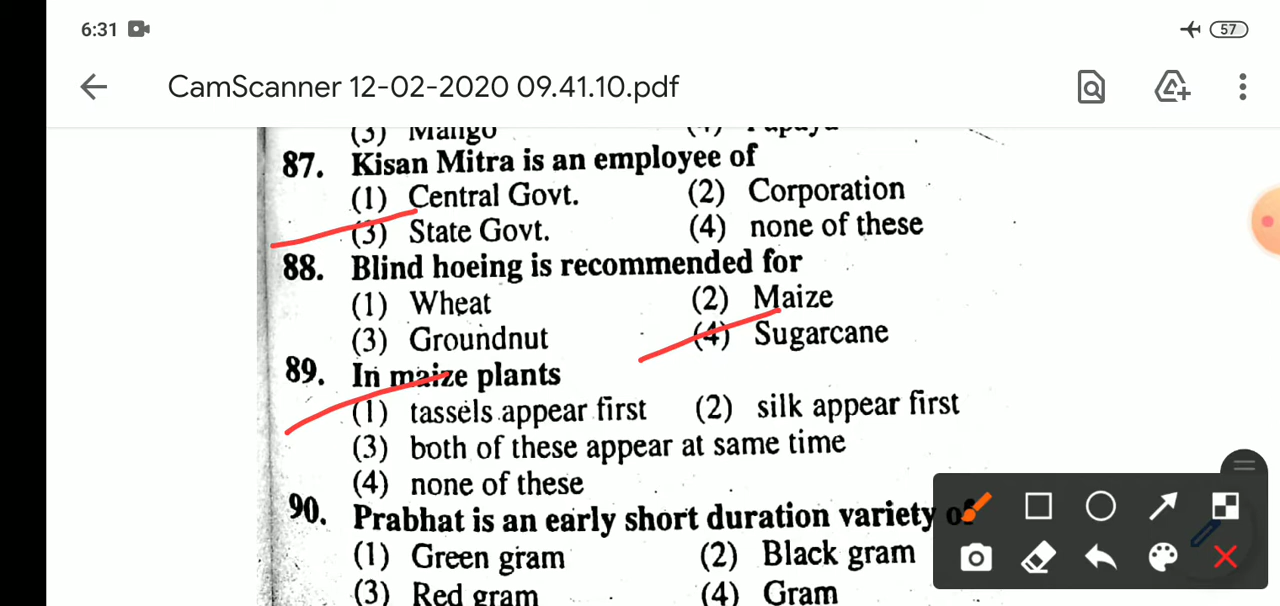 6:31
57
CamScanner 12-02-2020 09.41.10.pdf
(3) Mango
87. Kisan Mitra is an employee of
(1) Central Govt. (2) Corporation
(3) State Govt. (4) none of these
88. Blind hoeing is recommended for
(1) Wheat (2) Maize
(3) Groundnut (4) Sugarcane
89. In maize plants
(1) tassels appear first (2) silk appear first
(3) both of these appear at same time
(4) none of these
90. Prabhat is an early short duration variety of
(1) Green gram (2) Black gram
(3) Red gram (4) Gram